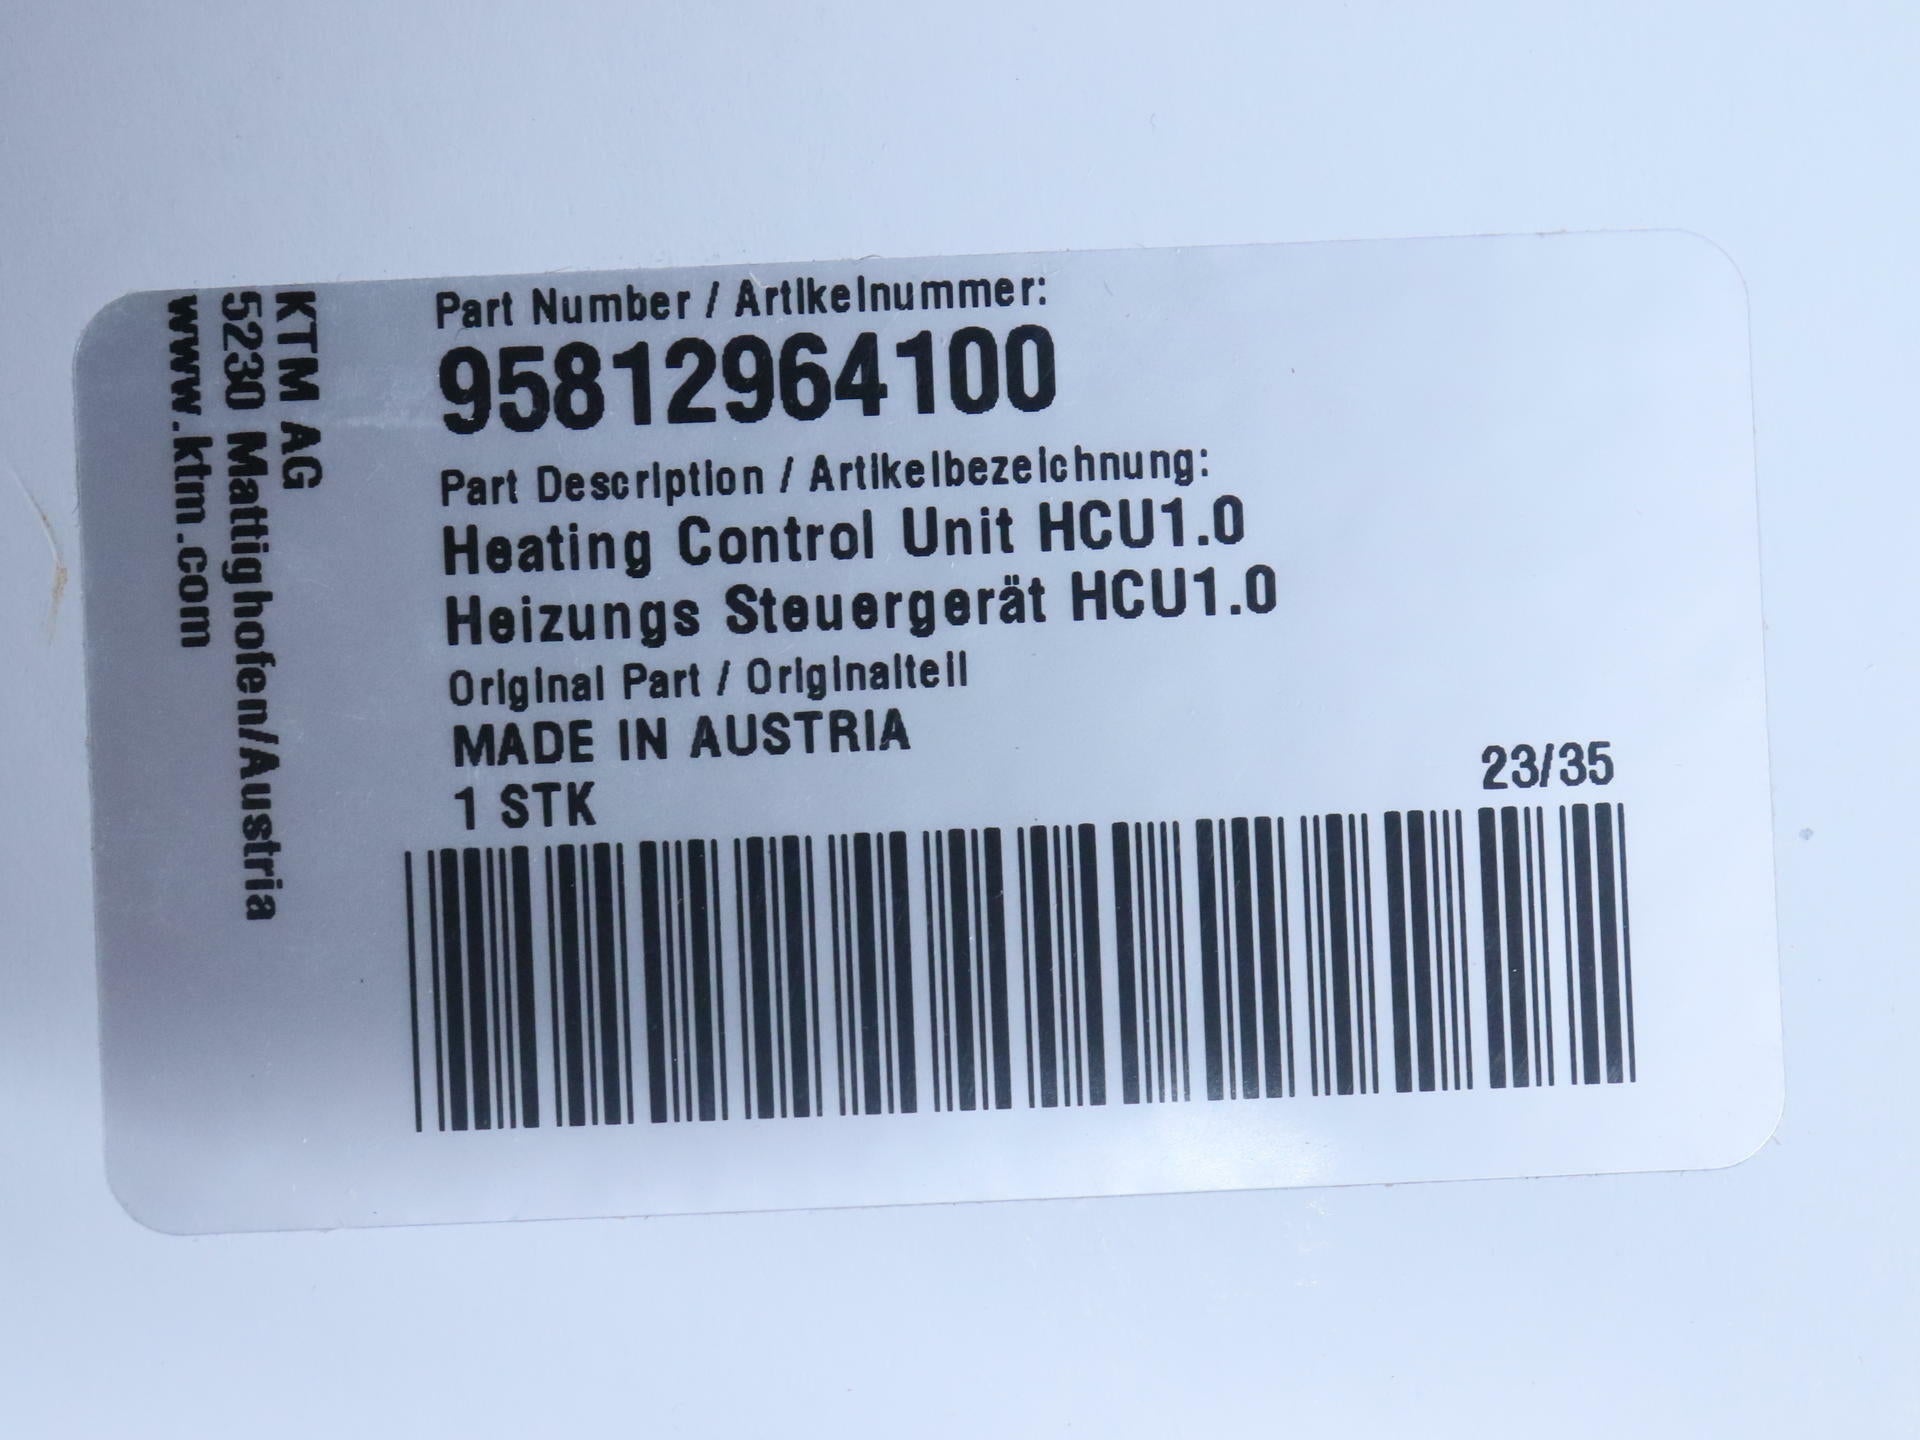 KTM AG
5230 Mattighofen/Austria
www.ktm.com
Part Number / Artikelnummer:
95812964100
Part Description / Artikelbezeichnung:
Heating Control Unit HCU1.0
Heizungs Steuergerät HCU1.0
Original Part / Originalteil
MADE IN AUSTRIA
1 STK
23/35